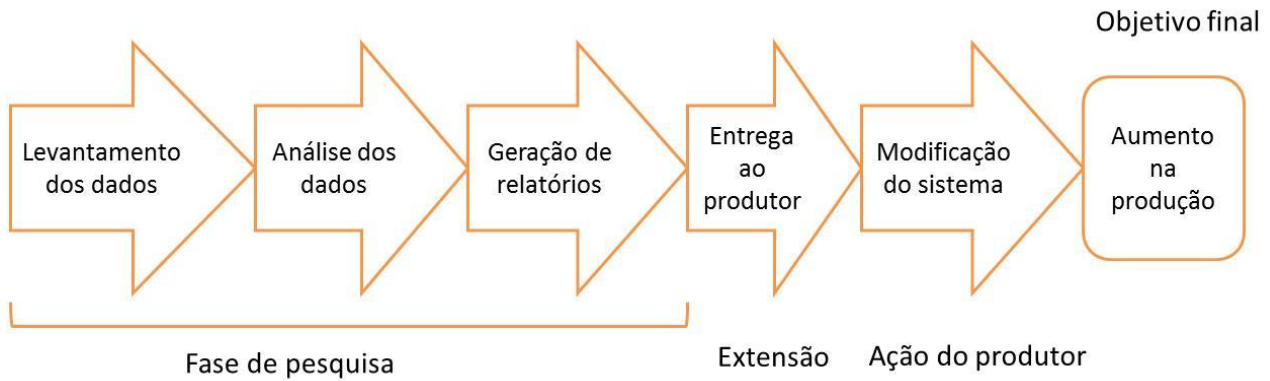 Objetivo final
Levantamento
dos dados
Análise dos
dados
Geração de
relatórios
Entrega
ao
produtor
Modificação
do sistema
Aumento
na
produção
Fase de pesquisa
Extensão
Ação do produtor